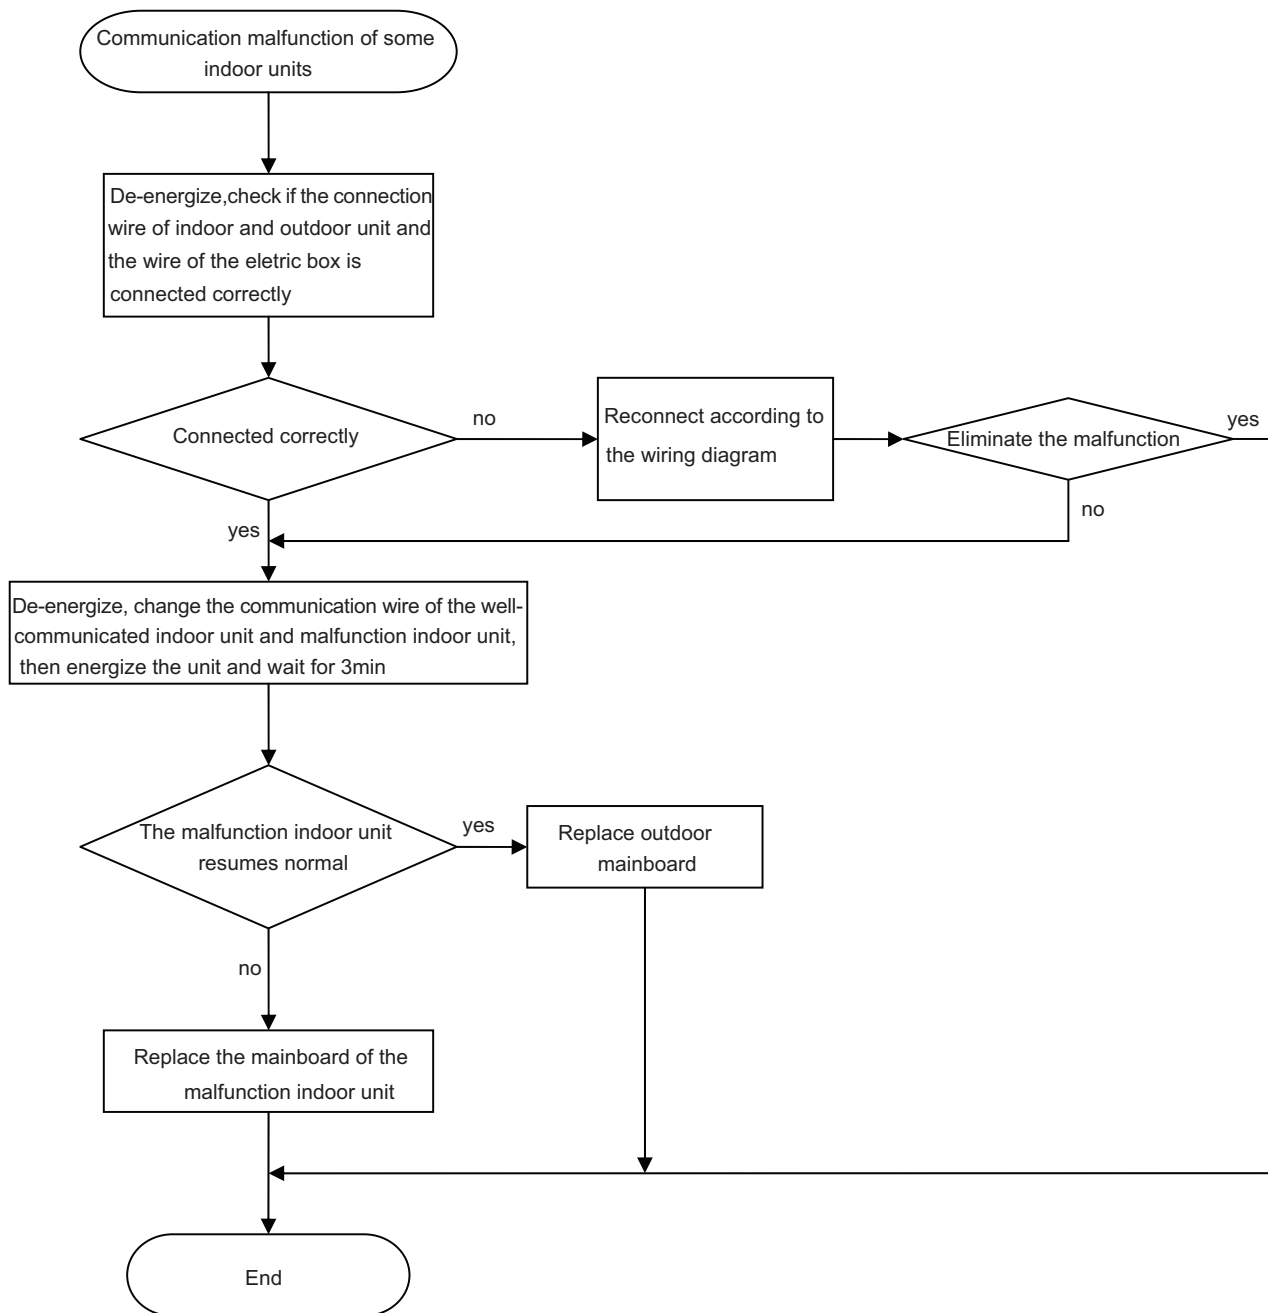 Communication malfunction of some
indoor units
De-energize,check if the connection
wire of indoor and outdoor unit and
the wire of the eletric box is
connected correctly
Connected correctly
no
Reconnect according to
the wiring diagram
Eliminate the malfunction
yes
no
yes
De-energize, change the communication wire of the well-
communicated indoor unit and malfunction indoor unit,
then energize the unit and wait for 3min
The malfunction indoor unit
resumes normal
yes
Replace outdoor
mainboard
no
Replace the mainboard of the
malfunction indoor unit
End